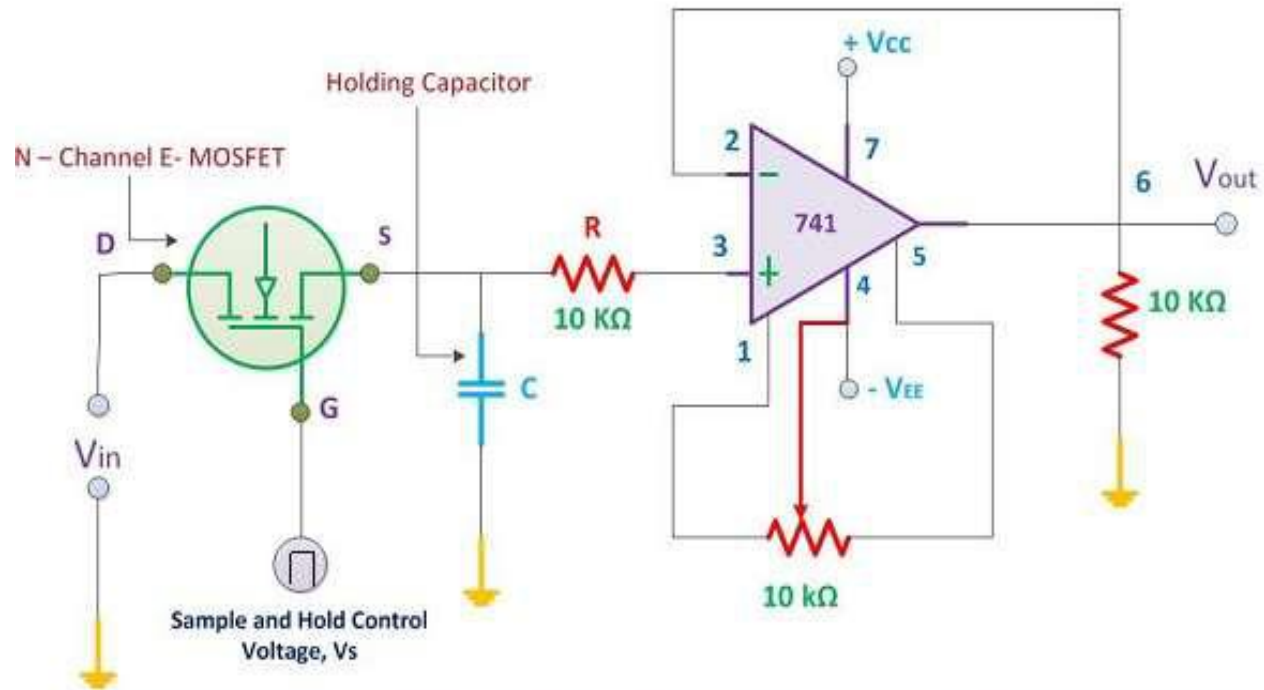 + Vcc
Holding Capacitor
N – Channel E- MOSFET
2
7
6
Vout
D
S
R
3
741
5
−
+
10 KΩ
4
10 KΩ
1
C
- VEE
G
Vin
10 kΩ
Sample and Hold Control
Voltage, Vs